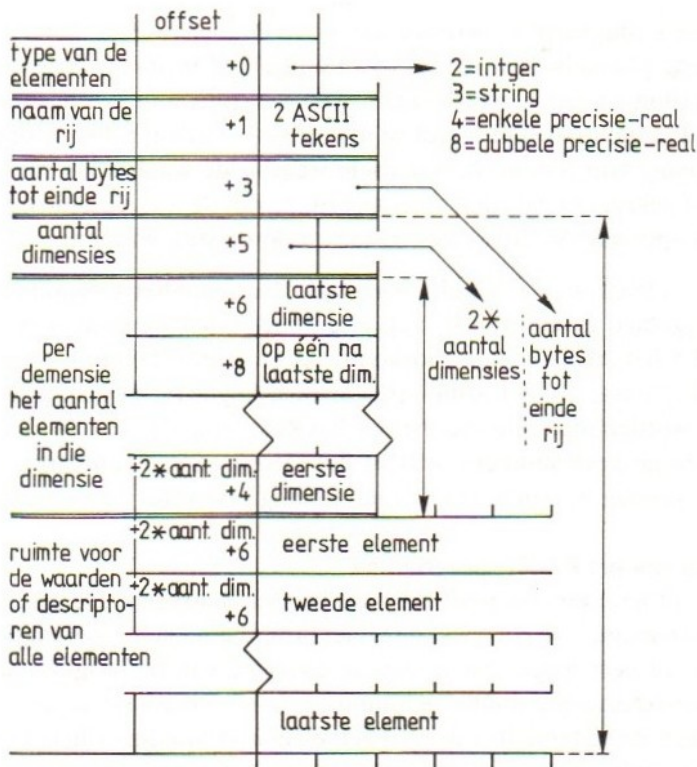 offset
type van de
elementen
+0
2=intger
3=string
4=enkele precisie-real
8=dubbele precisie-real
naam van de
rij
+1
2 ASCII
tekens
aantal bytes
tot einde rij
+3
aantal
dimensies
+5
+6
laatste
dimensie
+8
op één na
laatste dim.
2*
aantal
dimensies
aantal
bytes
tot
einde
rij
per
demensie
het aantal
elementen
in die
dimensie
+2*aant. dim.
+4
eerste
dimensie
+2*aant. dim.
+6
eerste element
ruimte voor
de waarden
of descripto-
ren van
alle elementen
+2*aant. dim.
+6
tweede element
laatste element